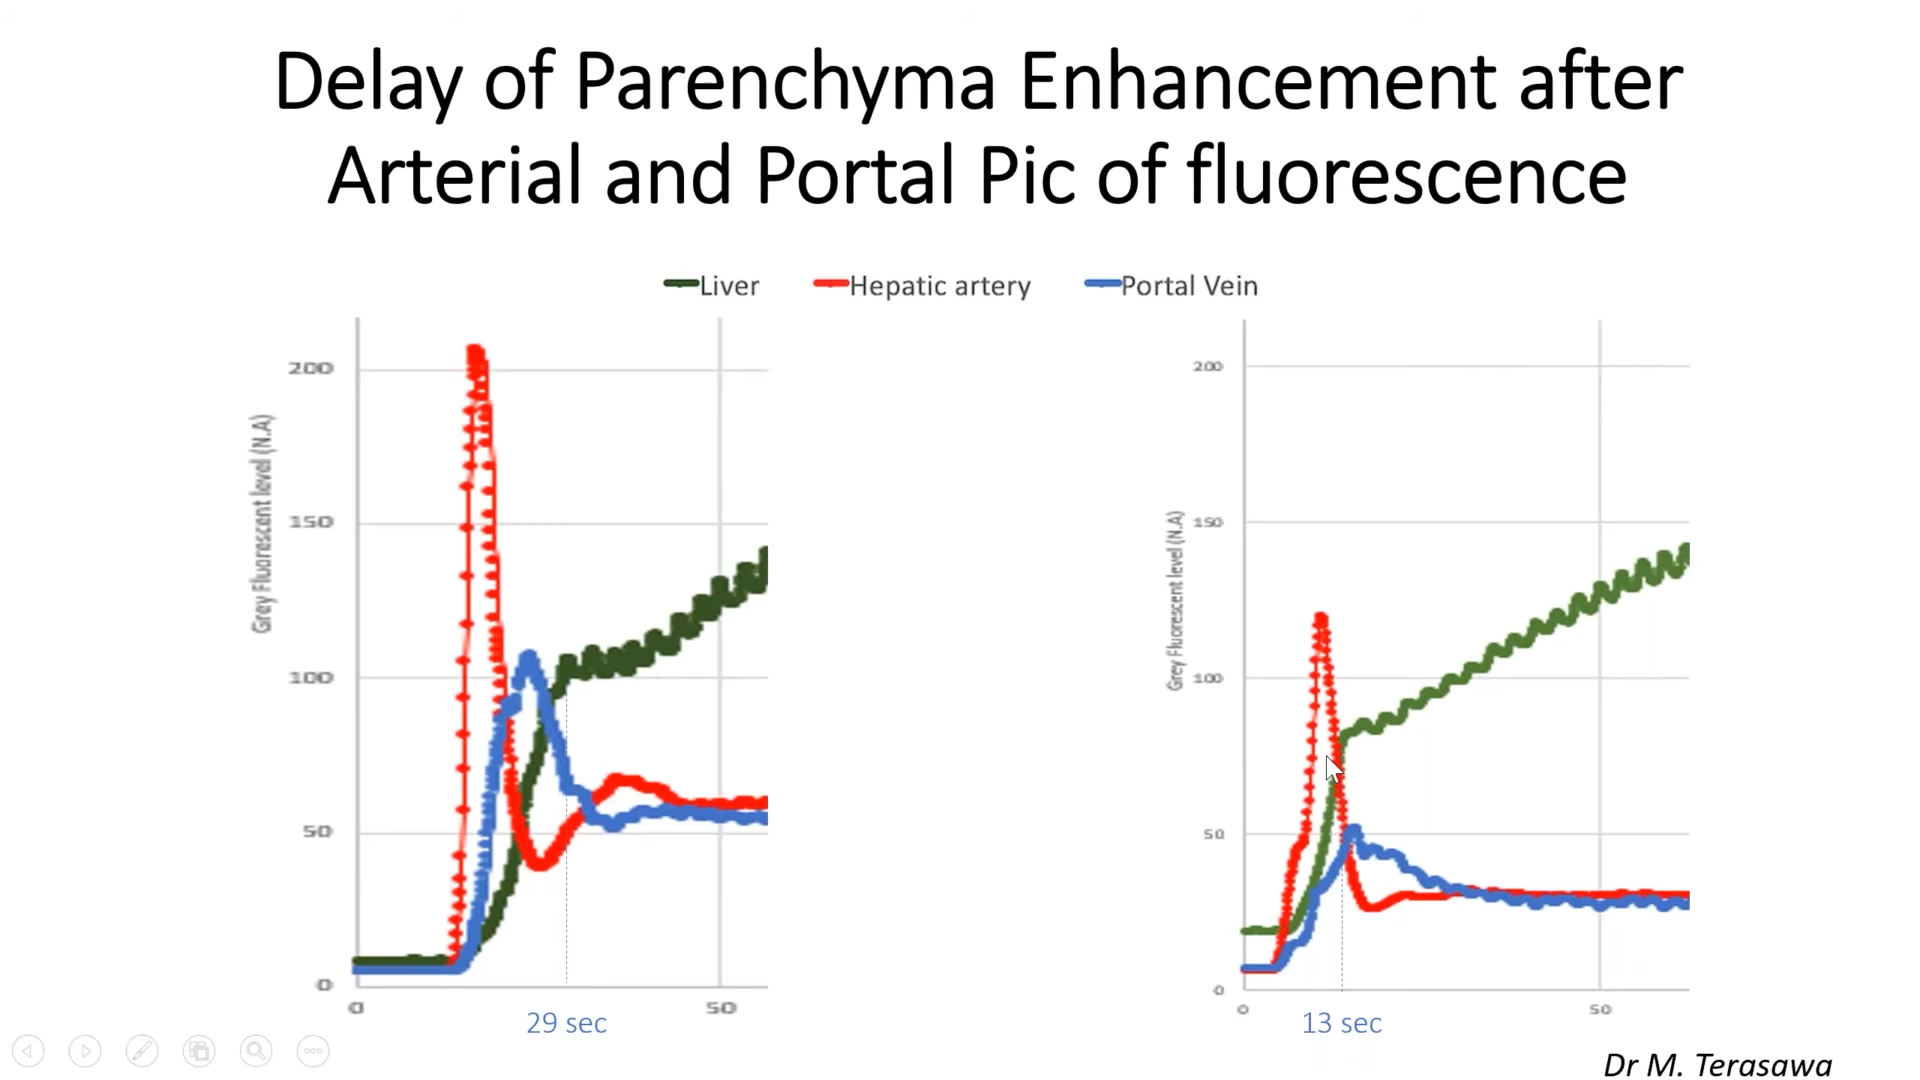 Delay of Parenchyma Enhancement after
Arterial and Portal Pic of fluorescence
Liver Hepatic artery Portal Vein
Grey Fluorescent level (N.A)
200
150
100
50
0
0 50
29 sec
Grey Fluorescent level (N.A)
200
150
100
50
0
0 50
13 sec
Dr M. Terasawa